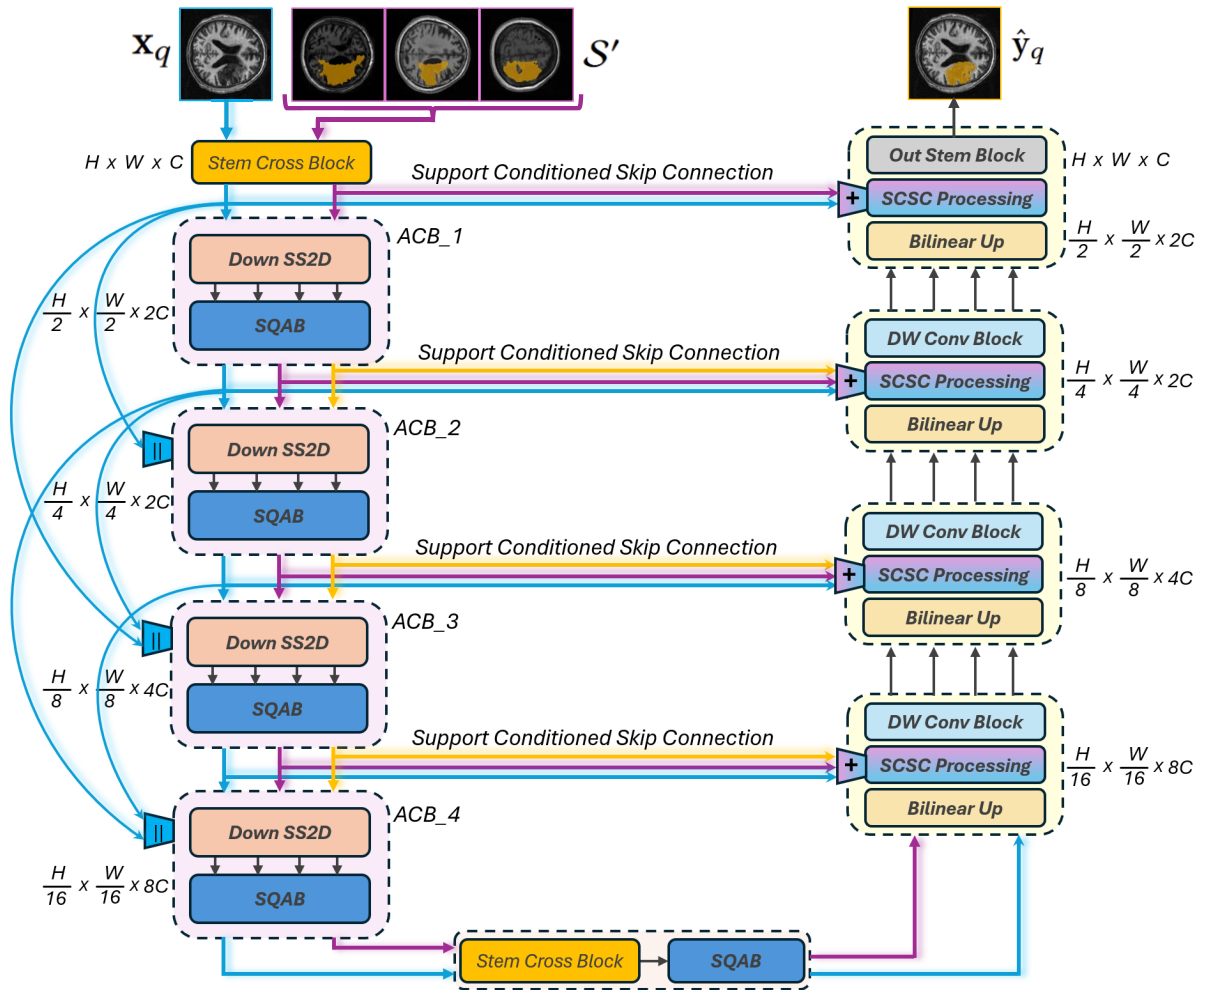 x_q
S′
ŷ_q
H x W x C
Stem Cross Block
Support Conditioned Skip Connection
Out Stem Block
H x W x C
+
SCSC Processing
Bilinear Up
H/2 x W/2 x 2C
ACB_1
Down SS2D
SQAB
H/2 x W/2 x 2C
Support Conditioned Skip Connection
DW Conv Block
+
SCSC Processing
H/4 x W/4 x 2C
Bilinear Up
ACB_2
||
Down SS2D
SQAB
H/4 x W/4 x 2C
Support Conditioned Skip Connection
DW Conv Block
+
SCSC Processing
H/8 x W/8 x 4C
Bilinear Up
ACB_3
||
Down SS2D
SQAB
H/8 x W/8 x 4C
Support Conditioned Skip Connection
DW Conv Block
+
SCSC Processing
H/16 x W/16 x 8C
Bilinear Up
ACB_4
||
Down SS2D
SQAB
H/16 x W/16 x 8C
Stem Cross Block
SQAB